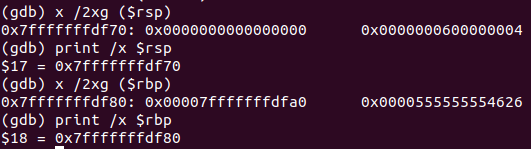 (gdb) x /2xg ($rsp)
0x7fffffffdf70: 0x0000000000000000 0x0000000600000004
(gdb) print /x $rsp
$17 = 0x7fffffffdf70
(gdb) x /2xg ($rbp)
0x7fffffffdf80: 0x00007fffffffdfa0 0x0000555555554626
(gdb) print /x $rbp
$18 = 0x7fffffffdf80